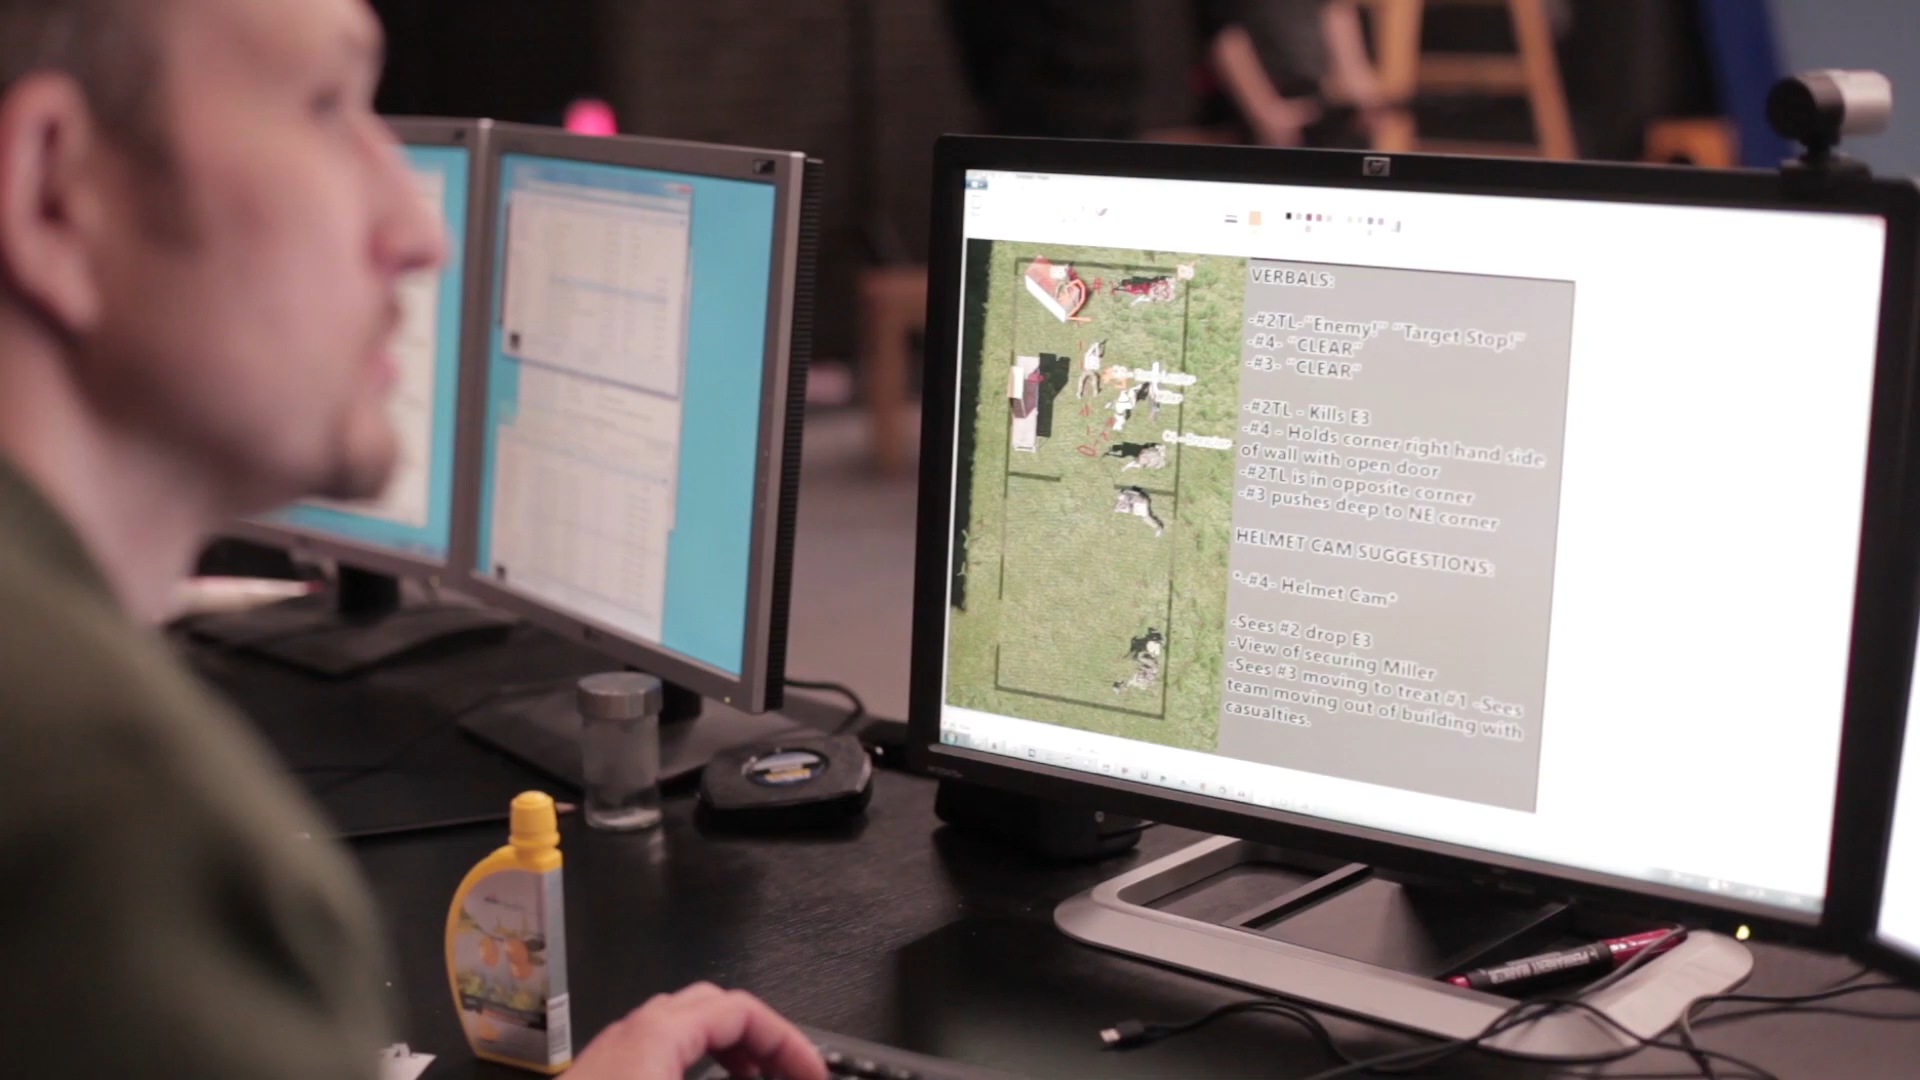 hp
VERBALS:
-#2TL-"Enemy!" "Target Stop!"
-#4- "CLEAR"
-#3- "CLEAR"
-#2TL - Kills E3
-#4 - Holds corner right hand side
of wall with open door
-#2TL is in opposite corner
-#3 pushes deep to NE corner
HELMET CAM SUGGESTIONS:
*-#4- Helmet Cam*
-Sees #2 drop E3
-View of securing Miller
-Sees #3 moving to treat #1 -Sees
team moving out of building with
casualties.
PERMANENT MARKER